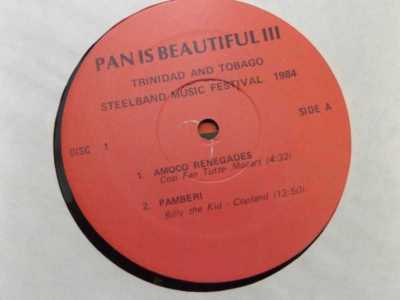 PAN IS BEAUTIFUL III
TRINIDAD AND TOBAGO
STEELBAND MUSIC FESTIVAL 1984
DISC 1
SIDE A
1. AMOCO RENEGADES
Cosi Fan Tutte-Mozart (4:32)
2. PAMBERI
Billy the Kid - Copland (13:50)